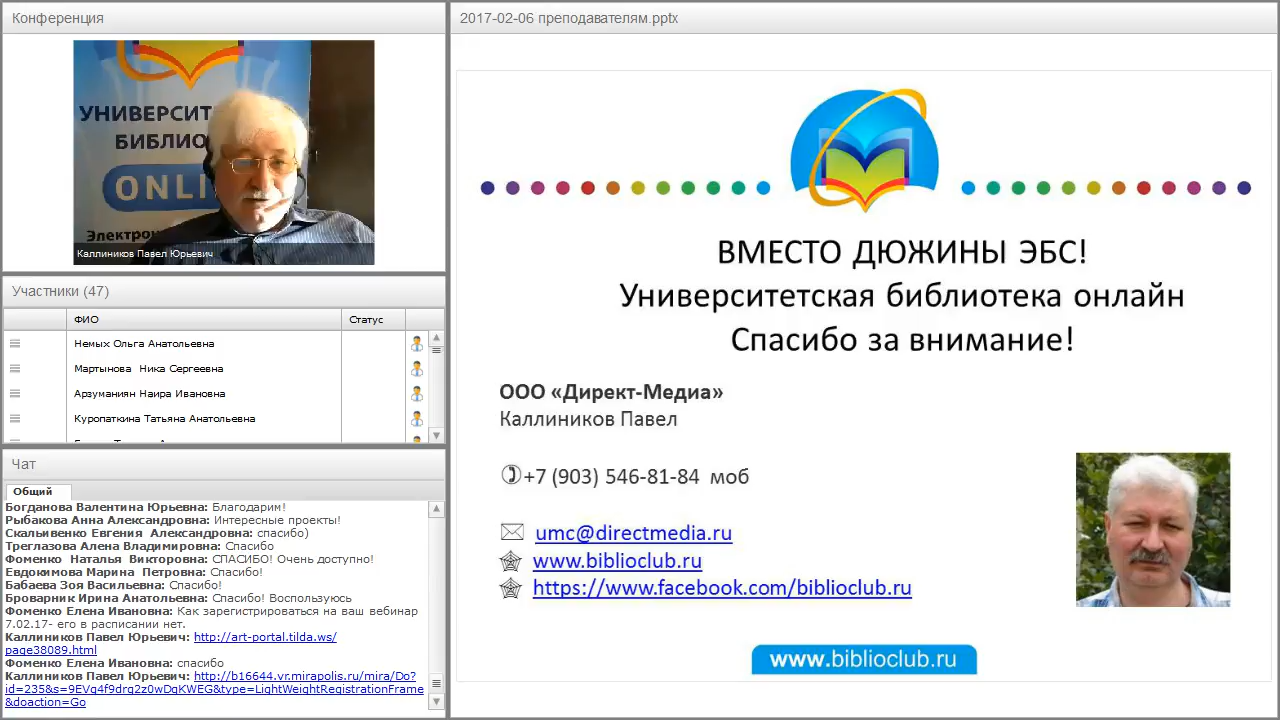 Конференция
УНИВЕРСИТ
БИБЛИО
ONLI
Электрон
Каллиников Павел Юрьевич
Участники (47)
ФИО
Статус
Немых Ольга Анатольевна
Мартынова Ника Сергеевна
Арзуманян Наира Ивановна
Куропаткина Татьяна Анатольевна
Чат
Общий
Богданова Валентина Юрьевна: Благодарим!
Рыбакова Анна Александровна: Интересные проекты!
Скальивенко Евгения Александровна: спасибо)
Треглазова Алена Владимировна: Спасибо
Фоменко Наталья Викторовна: СПАСИБО! Очень доступно!
Евдокимова Марина Петровна: Спасибо!
Бабаева Зоя Васильевна: Спасибо!
Броварник Ирина Анатольевна: Спасибо! Воспользуюсь
Фоменко Елена Ивановна: Как зарегистрироваться на ваш вебинар
7.02.17- его в расписании нет.
Каллиников Павел Юрьевич: http://art-portal.tilda.ws/
page38089.html
Фоменко Елена Ивановна: спасибо
Каллиников Павел Юрьевич: http://b16644.vr.mirapolis.ru/mira/Do?
id=235&s=9EVq4f9drq2z0wDqKWEG&type=LightWeightRegistrationFrame
&doaction=Go
2017-02-06 преподавателям.pptx
ВМЕСТО ДЮЖИНЫ ЭБС!
Университетская библиотека онлайн
Спасибо за внимание!
ООО «Директ-Медиа»
Каллиников Павел
+7 (903) 546-81-84 моб
umc@directmedia.ru
www.biblioclub.ru
https://www.facebook.com/biblioclub.ru
www.biblioclub.ru